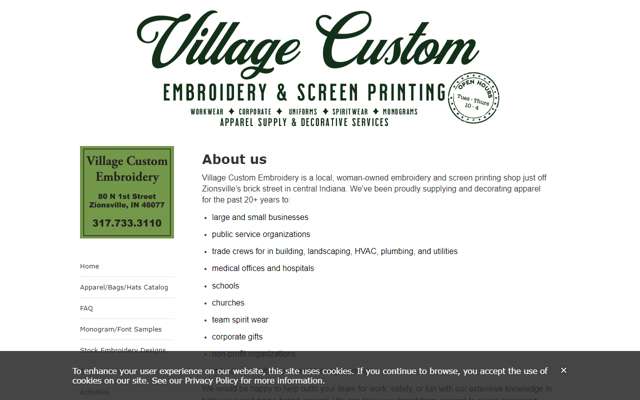 Village Custom
EMBROIDERY & SCREEN PRINTING
OPEN HOURS
Tues - Thurs
10 - 4
WORKWEAR ✦ CORPORATE ✦ UNIFORMS ✦ SPIRITWEAR ✦ MONOGRAMS
APPAREL SUPPLY & DECORATIVE SERVICES
Village Custom
Embroidery
80 N 1st Street
Zionsville, IN 46077
317.733.3110
Home
Apparel/Bags/Hats Catalog
FAQ
Monogram/Font Samples
Stock Embroidery Designs
About us
Village Custom Embroidery is a local, woman-owned embroidery and screen printing shop just off
Zionsville's brick street in central Indiana. We've been proudly supplying and decorating apparel
for the past 20+ years to:
• large and small businesses
• public service organizations
• trade crews for in building, landscaping, HVAC, plumbing, and utilities
• medical offices and hospitals
• schools
• churches
• team spirit wear
• corporate gifts
• non profit organizations
To enhance your user experience on our website, this site uses cookies. If you continue to browse, you accept the use of
cookies on our site. See our Privacy Policy for more information.
×